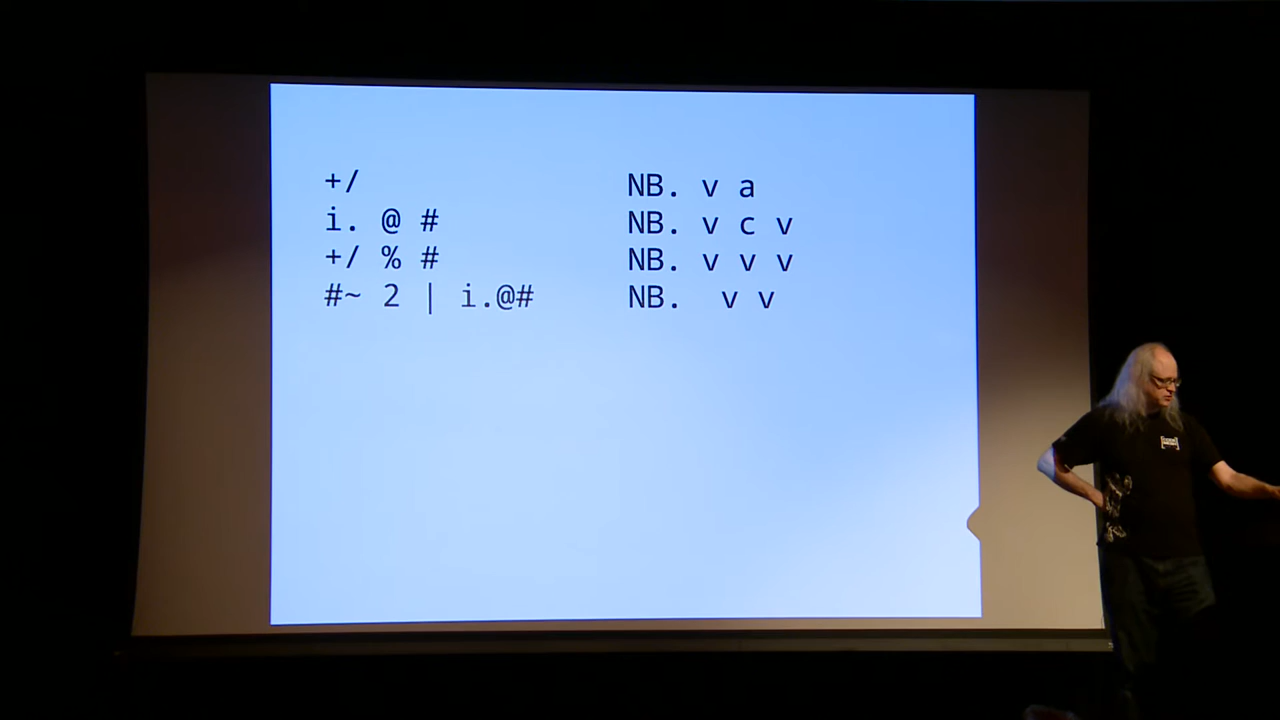 +/ NB. v a
i. @ # NB. v c v
+/ % # NB. v v v
#~ 2 | i.@# NB. v v